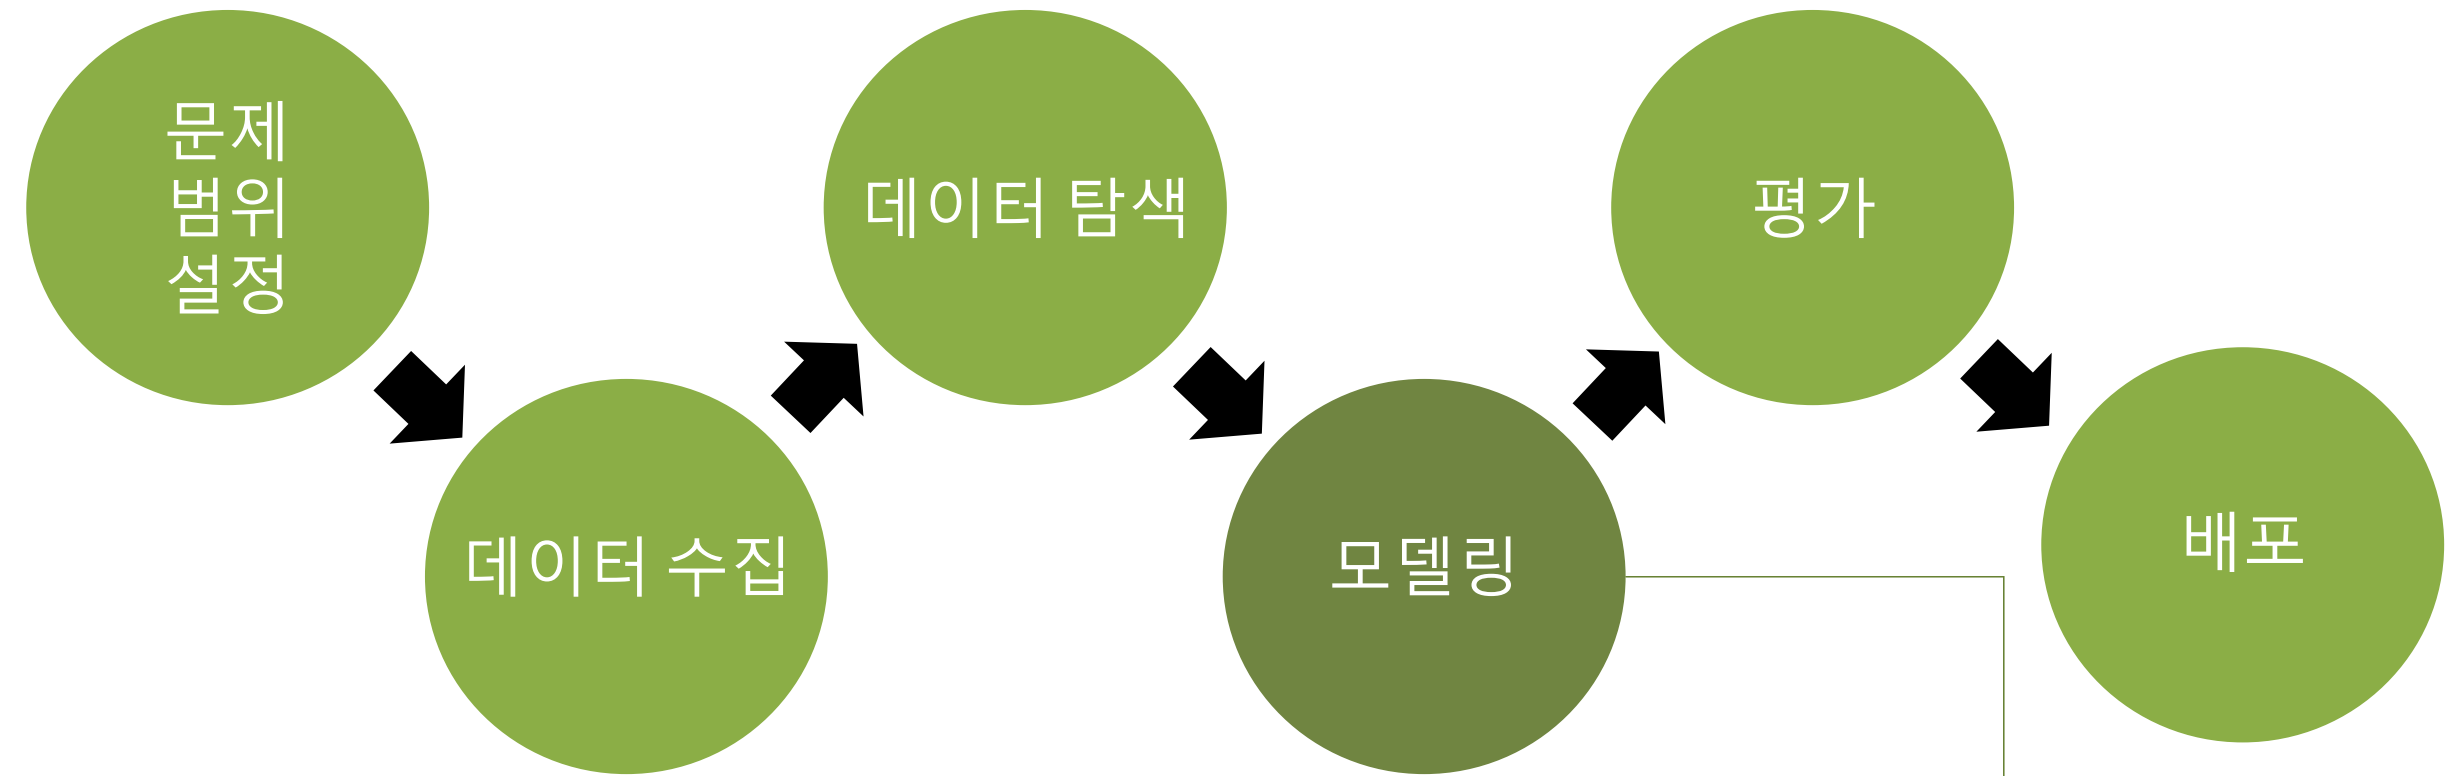 문제
범위
설정
데이터 수집
데이터 탐색
모델링
평가
배포